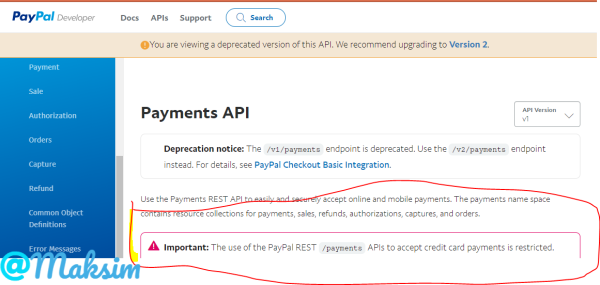 PayPal Developer
Docs APIs Support Search
You are viewing a deprecated version of this API. We recommend upgrading to Version 2.
Payment
Sale
Authorization
Orders
Capture
Refund
Common Object
Definitions
Error Messages
Payments API
API Version
v1
Deprecation notice: The /v1/payments endpoint is deprecated. Use the /v2/payments endpoint
instead. For details, see PayPal Checkout Basic Integration.
Use the Payments REST API to easily and securely accept online and mobile payments. The payments name space
contains resource collections for payments, sales, refunds, authorizations, captures, and orders.
Important: The use of the PayPal REST /payments APIs to accept credit card payments is restricted.
@Maksim